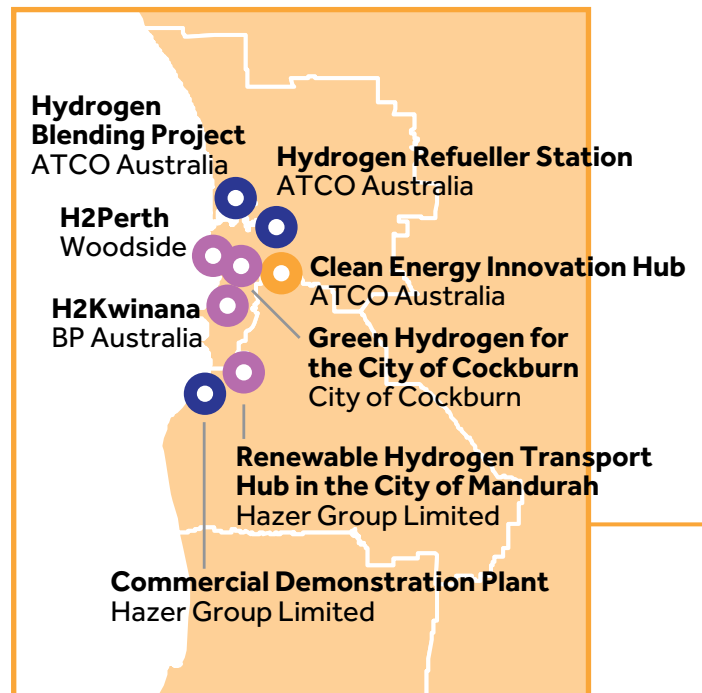 Hydrogen
Blending Project
ATCO Australia
Hydrogen Refueller Station
ATCO Australia
H2Perth
Woodside
Clean Energy Innovation Hub
ATCO Australia
H2Kwinana
BP Australia
Green Hydrogen for
the City of Cockburn
City of Cockburn
Renewable Hydrogen Transport
Hub in the City of Mandurah
Hazer Group Limited
Commercial Demonstration Plant
Hazer Group Limited